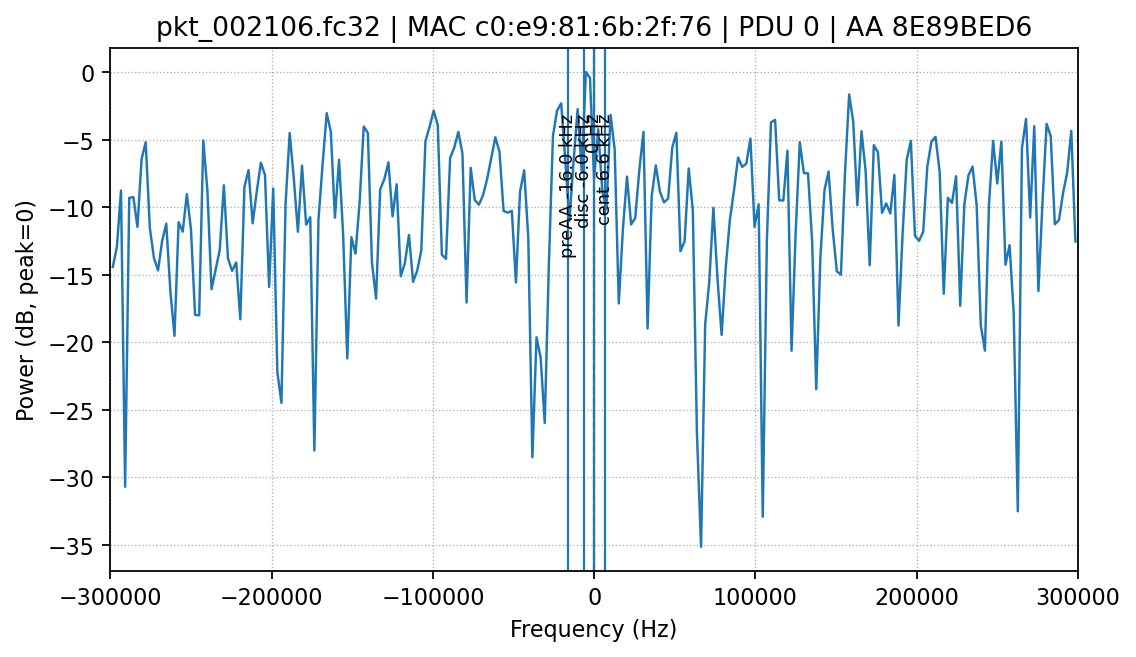 pkt_002106.fc32 | MAC c0:e9:81:6b:2f:76 | PDU 0 | AA 8E89BED6
Power (dB, peak=0)
0
−5
−10
−15
−20
−25
−30
−35
preAA -16.0 kHz
disc -6.0 kHz
0 Hz
cent 6.6 kHz
−300000
−200000
−100000
0
100000
200000
300000
Frequency (Hz)